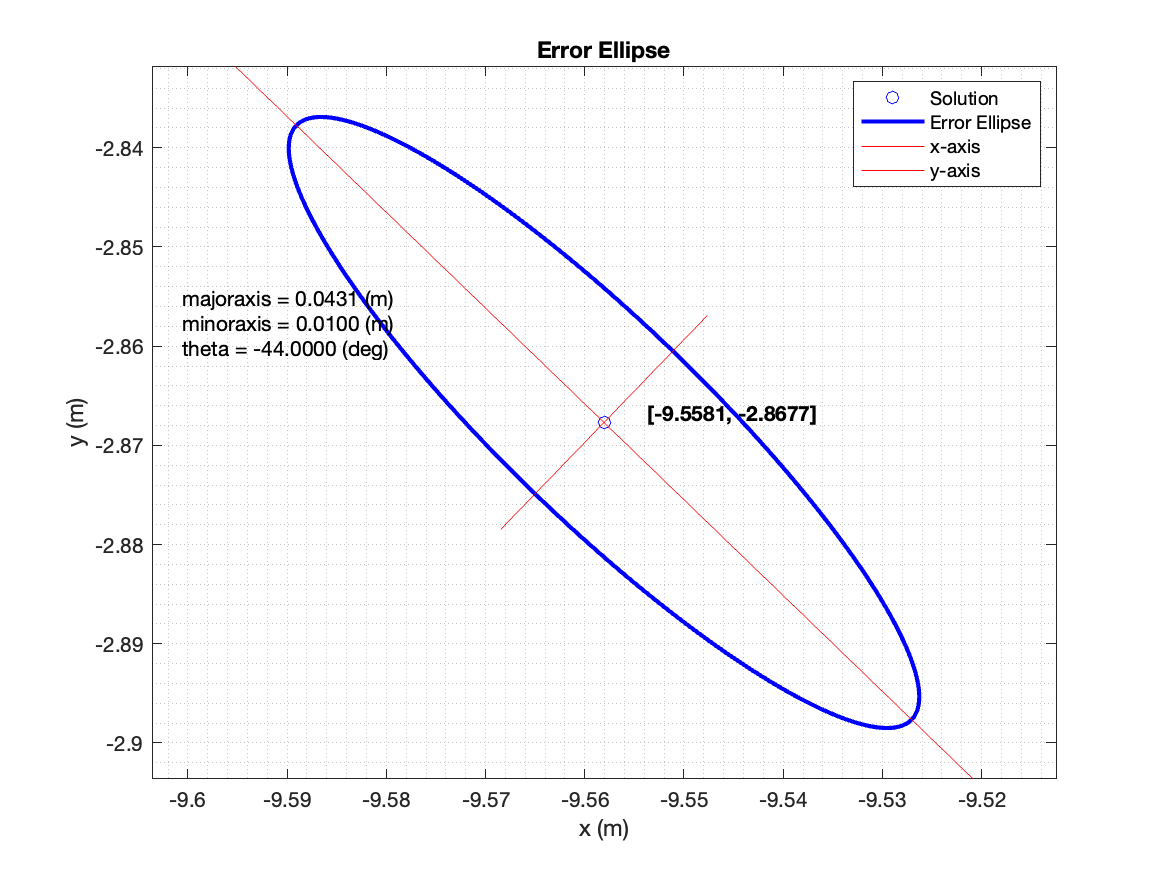 Error Ellipse
Solution
Error Ellipse
x-axis
y-axis
-2.84
-2.85
majoraxis = 0.0431 (m)
minoraxis = 0.0100 (m)
theta = -44.0000 (deg)
-2.86
[-9.5581, -2.8677]
y (m)
-2.87
-2.88
-2.89
-2.9
-9.6 -9.59 -9.58 -9.57 -9.56 -9.55 -9.54 -9.53 -9.52
x (m)